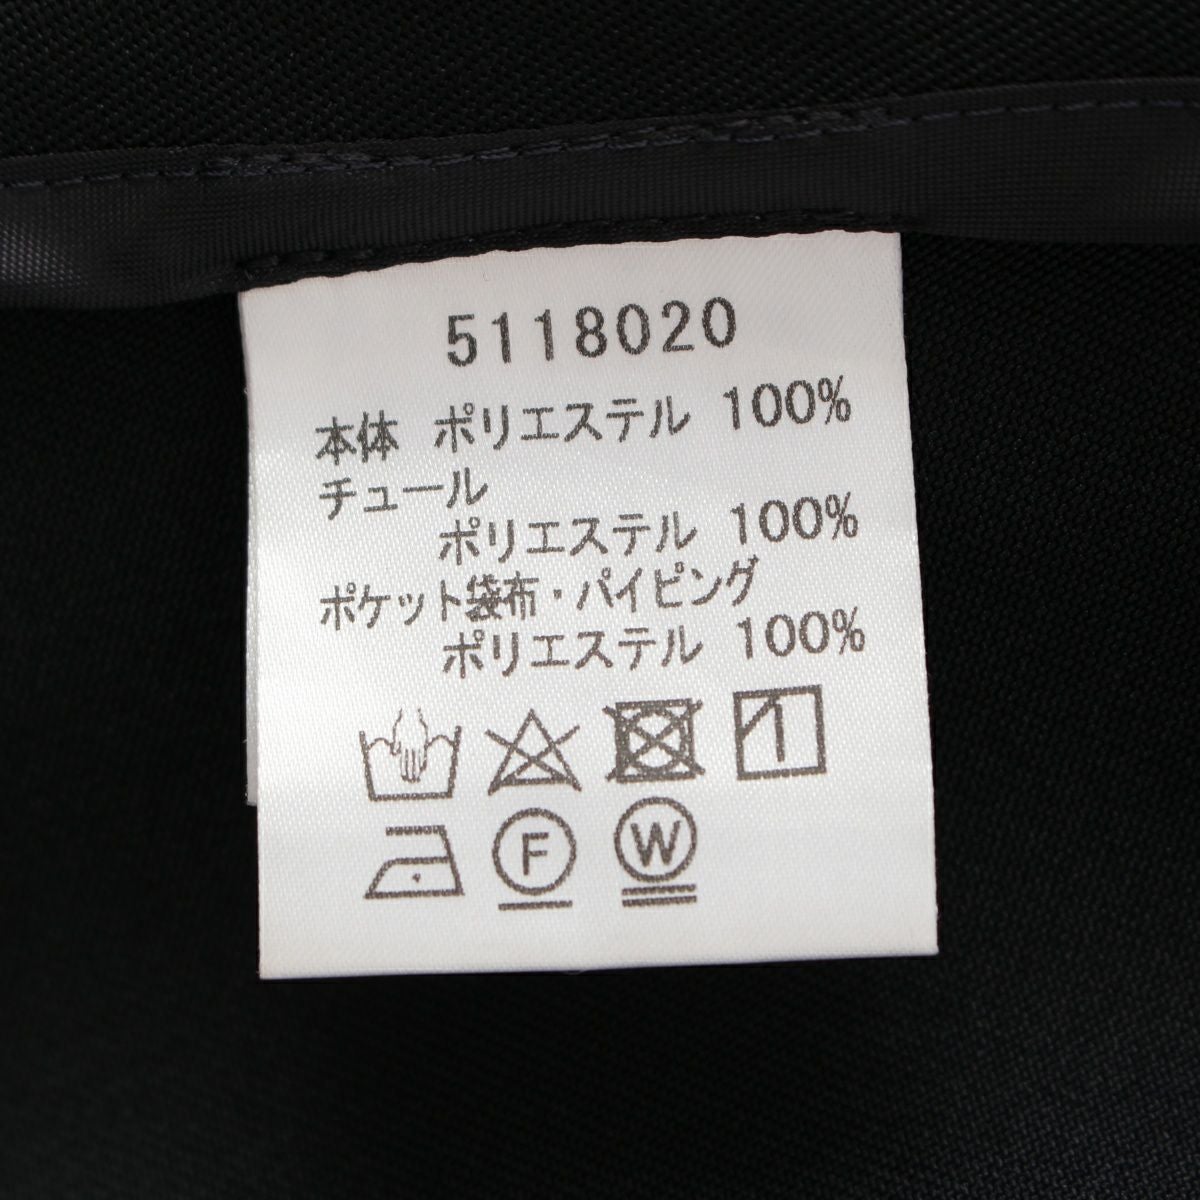 5118020
本体 ポリエステル 100%
チュール
ポリエステル 100%
ポケット袋布・パイピング
ポリエステル 100%
F W